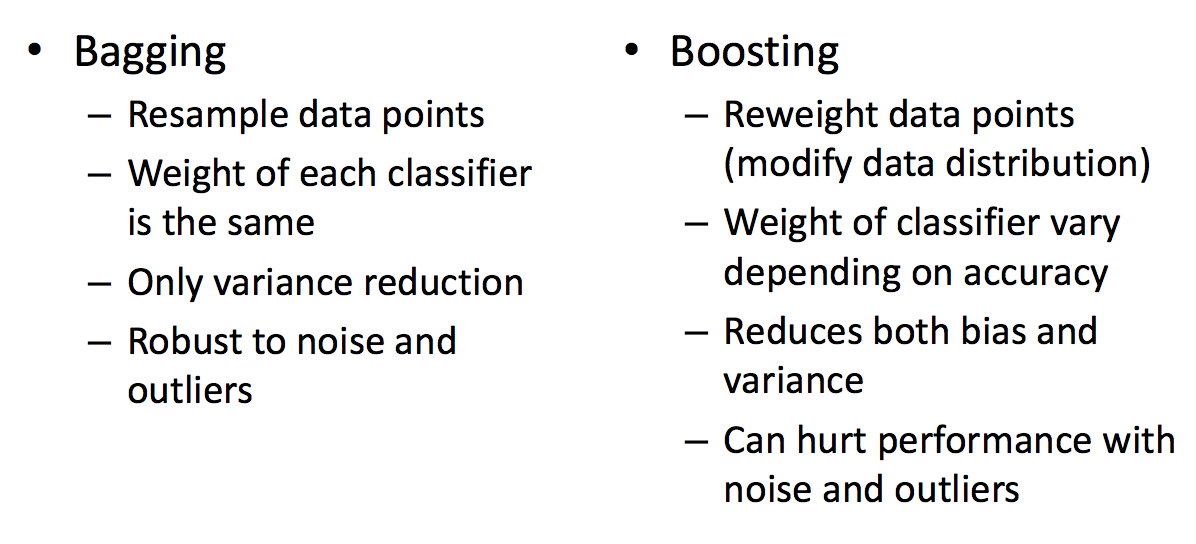 • Bagging
– Resample data points
– Weight of each classifier
is the same
– Only variance reduction
– Robust to noise and
outliers
• Boosting
– Reweight data points
(modify data distribution)
– Weight of classifier vary
depending on accuracy
– Reduces both bias and
variance
– Can hurt performance with
noise and outliers